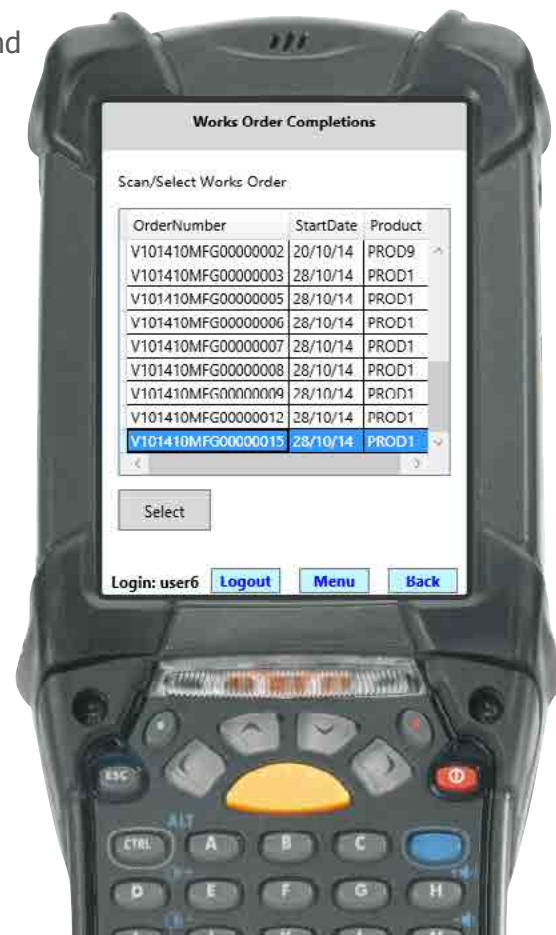 nd
Works Order Completions
Scan/Select Works Order
OrderNumber StartDate Product
V101410MFG00000002 20/10/14 PROD9
V101410MFG00000003 28/10/14 PROD1
V101410MFG00000005 28/10/14 PROD1
V101410MFG00000006 28/10/14 PROD1
V101410MFG00000007 28/10/14 PROD1
V101410MFG00000008 28/10/14 PROD1
V101410MFG00000009 28/10/14 PROD1
V101410MFG00000012 28/10/14 PROD1
V101410MFG00000015 28/10/14 PROD1
Select
Login: user6 Logout Menu Back
ESC
ALT
CTRL A B C
D E F G H